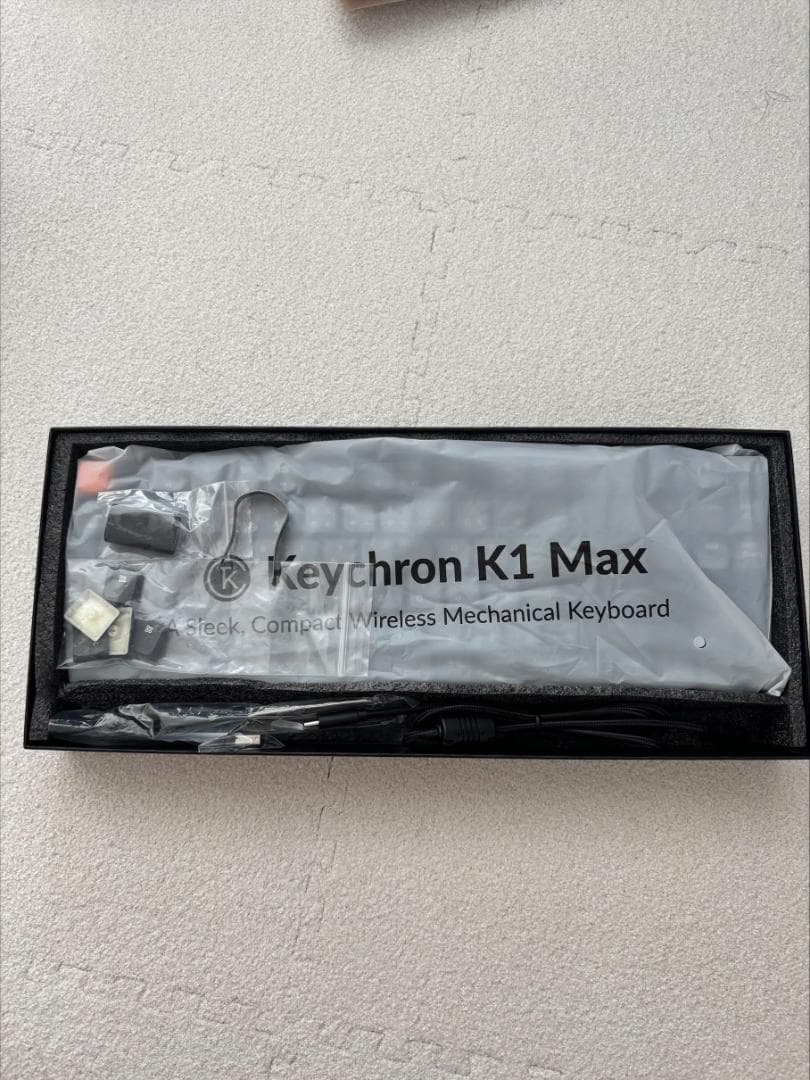 K Keychron K1 Max
A Sleek, Compact Wireless Mechanical Keyboard